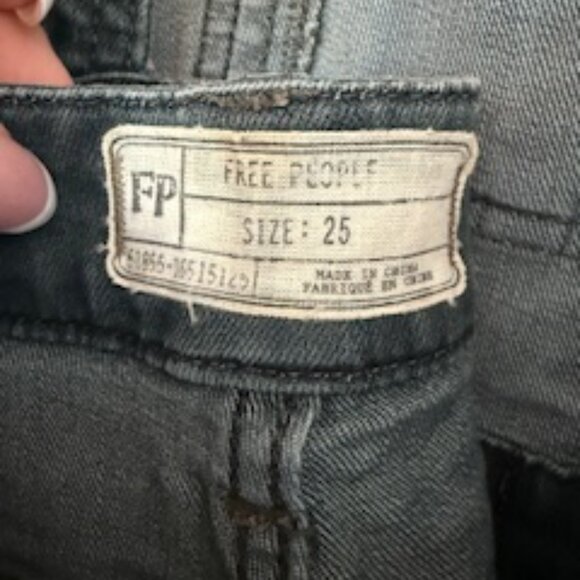 FP
FREE PEOPLE
SIZE: 25
MADE IN CHINA
FABRIQUÉ EN CHINE